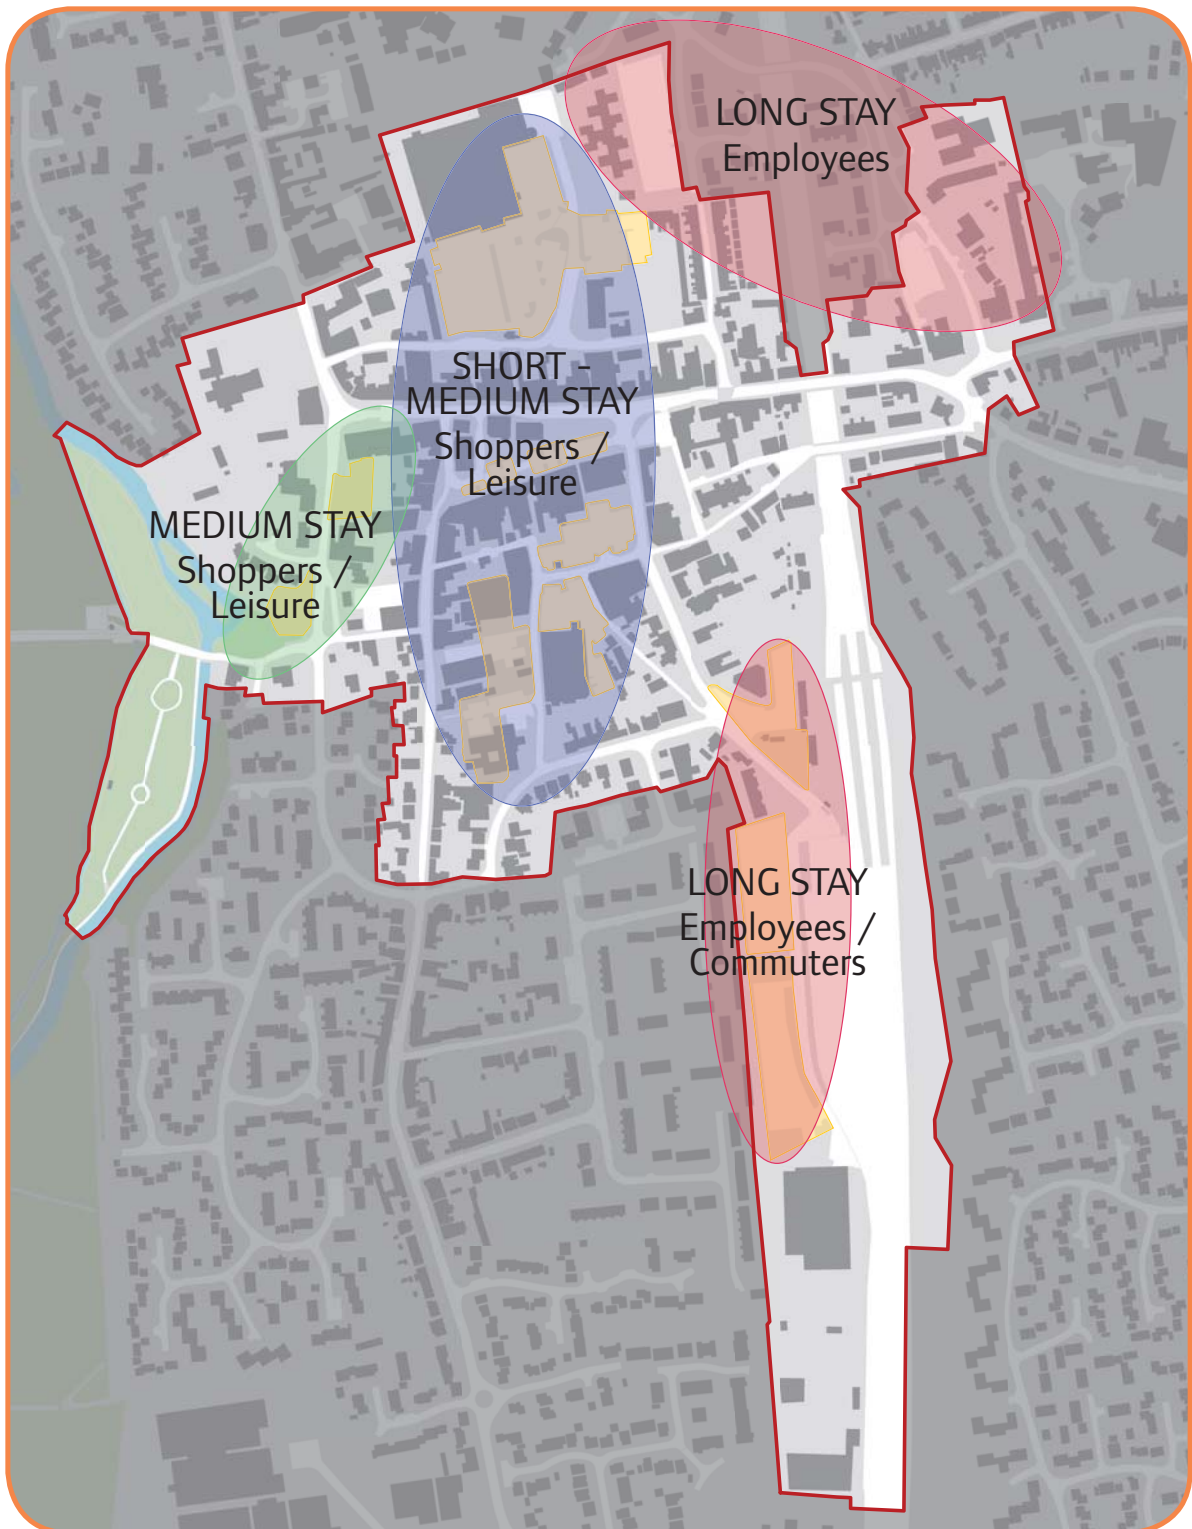 LONG STAY
Employees
SHORT -
MEDIUM STAY
Shoppers /
Leisure
MEDIUM STAY
Shoppers /
Leisure
LONG STAY
Employees /
Commuters